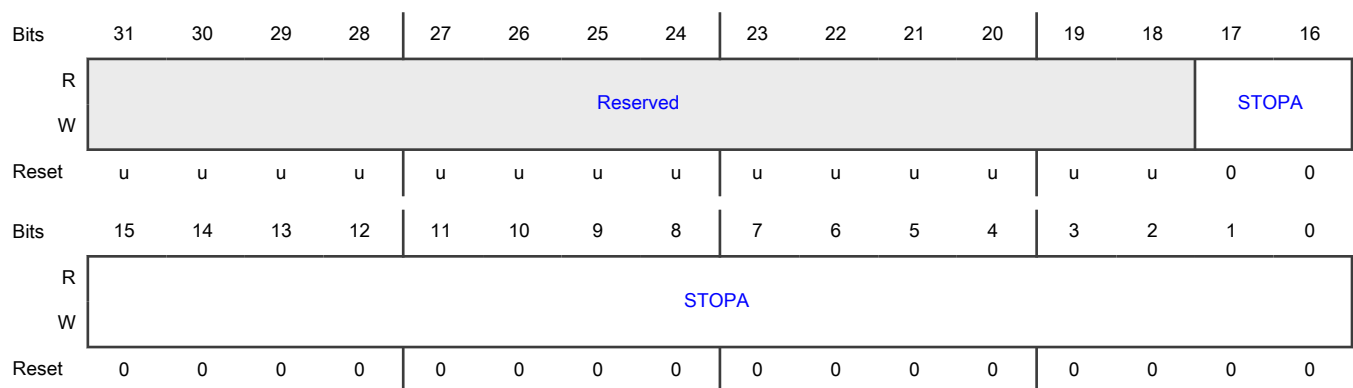 Bits 31 30 29 28 27 26 25 24 23 22 21 20 19 18 17 16
R
Reserved STOPA
W
Reset u u u u u u u u u u u u u u 0 0
Bits 15 14 13 12 11 10 9 8 7 6 5 4 3 2 1 0
R
STOPA
W
Reset 0 0 0 0 0 0 0 0 0 0 0 0 0 0 0 0